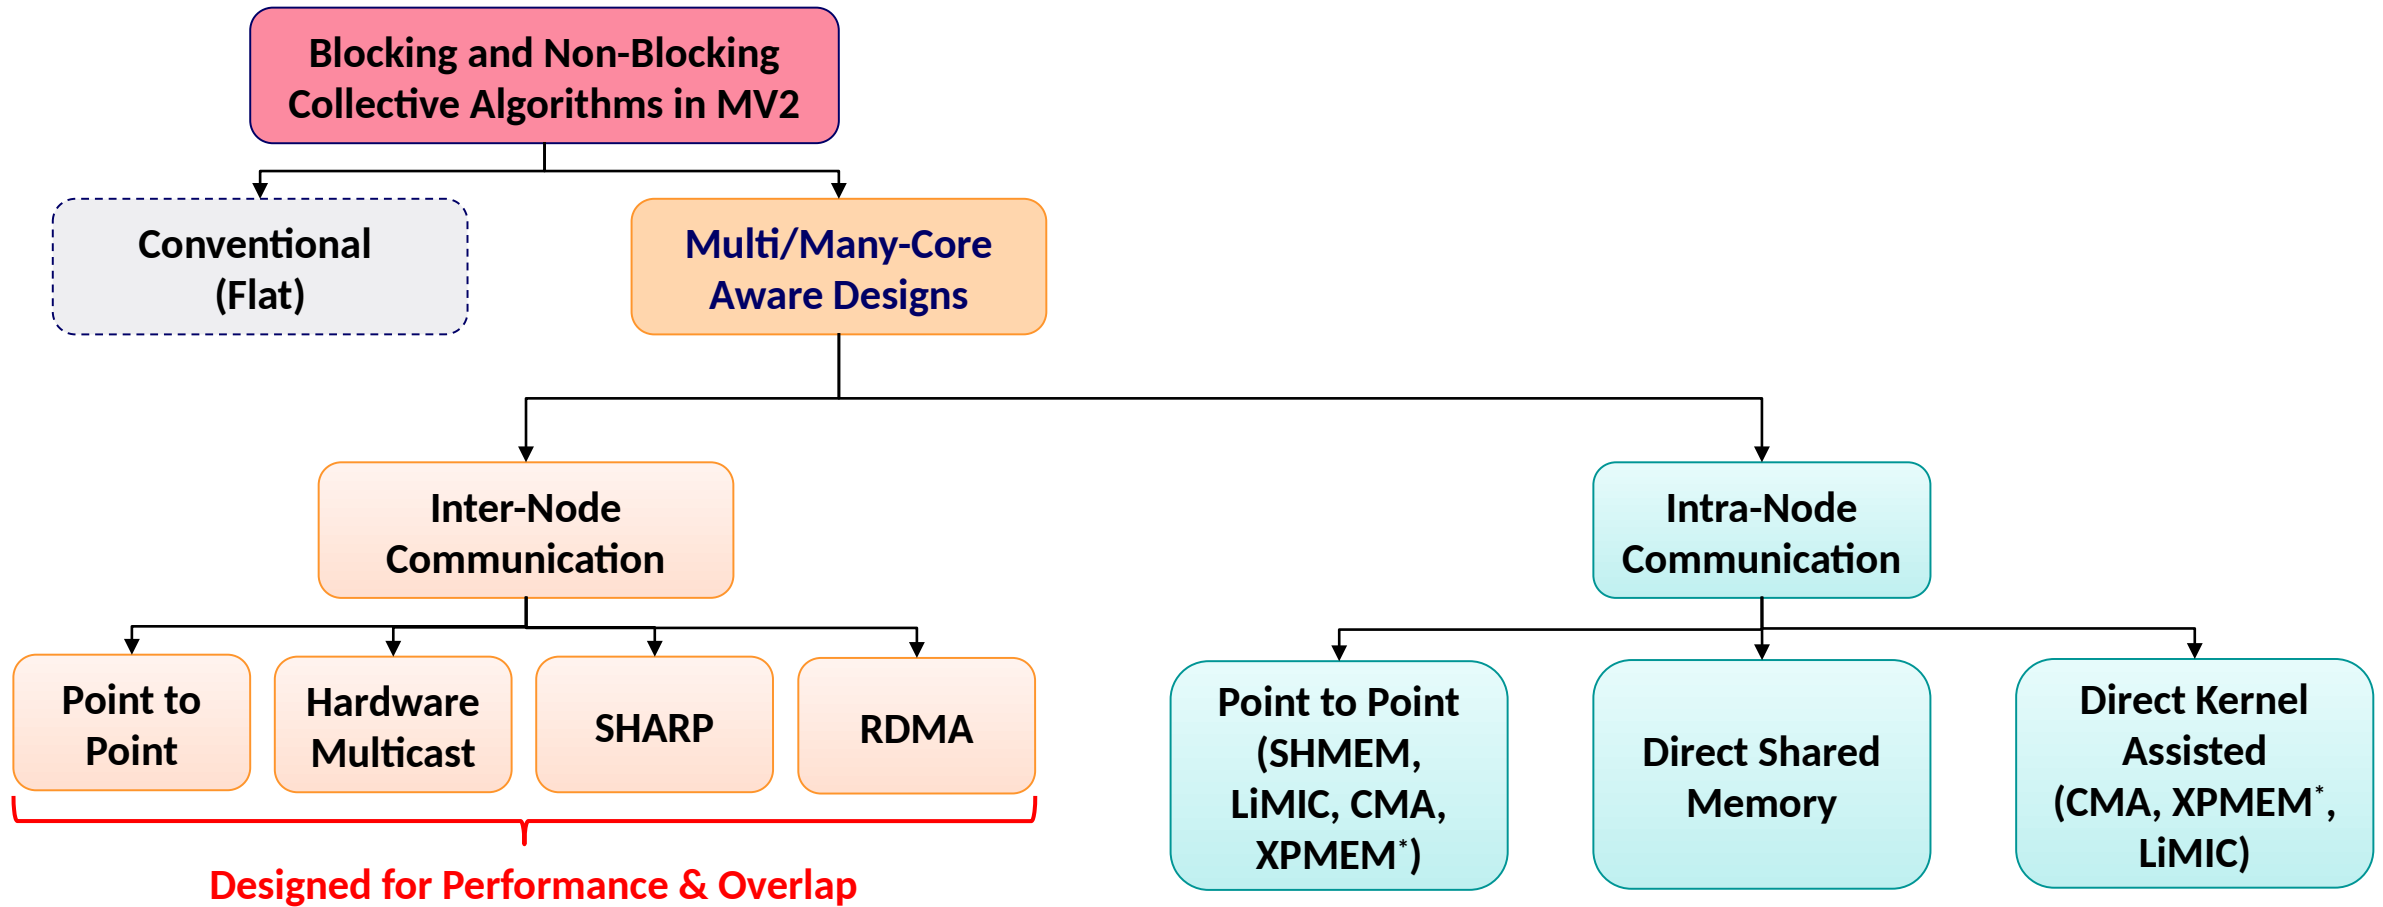 Blocking and Non-Blocking
Collective Algorithms in MV2
Conventional
(Flat)
Multi/Many-Core
Aware Designs
Inter-Node
Communication
Intra-Node
Communication
Point to
Point
Hardware
Multicast
SHARP
RDMA
Point to Point
(SHMEM,
LiMIC, CMA,
XPMEM*)
Direct Shared
Memory
Direct Kernel
Assisted
(CMA, XPMEM*,
LiMIC)
Designed for Performance & Overlap